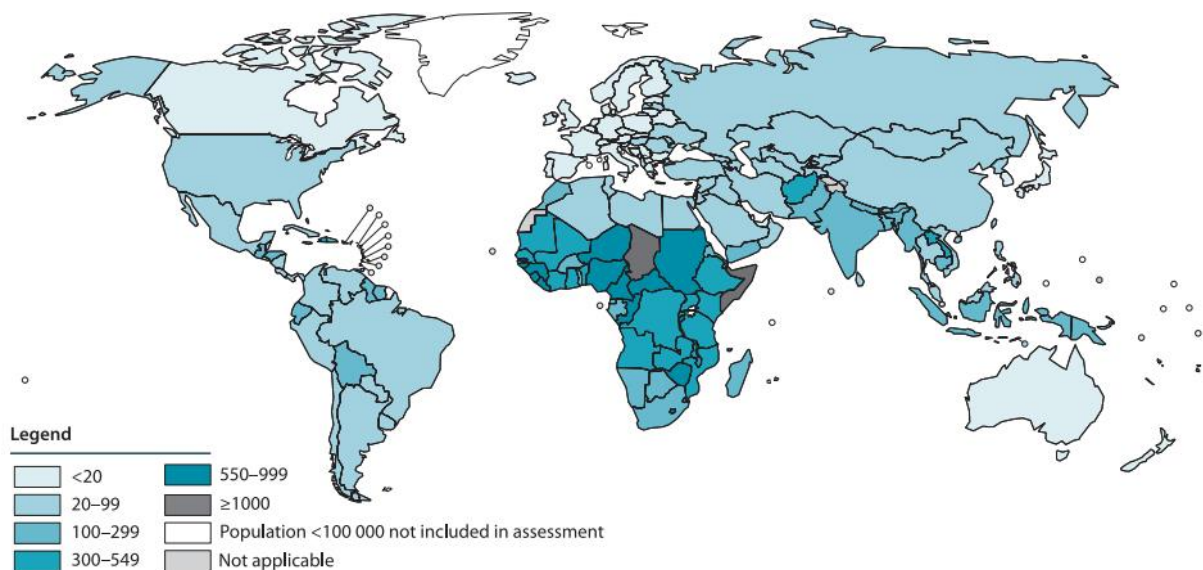 Legend
<20
20–99
100–299
300–549
550–999
≥1000
Population <100 000 not included in assessment
Not applicable